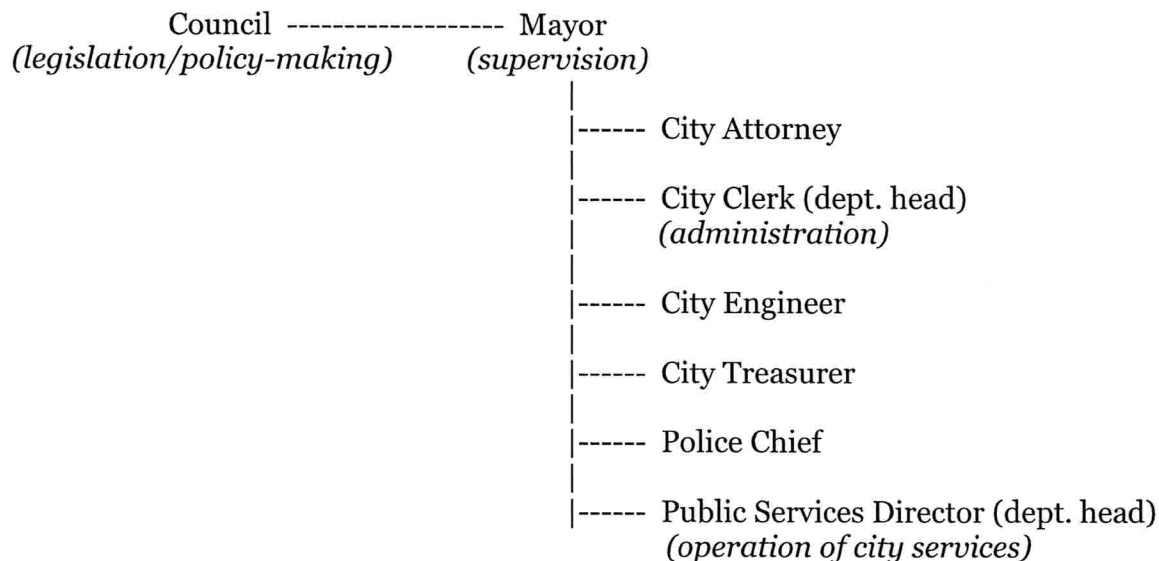 Council ------------------- Mayor
(legislation/policy-making) (supervision)
|
|------ City Attorney
|
|------ City Clerk (dept. head)
| (administration)
|
|------ City Engineer
|
|------ City Treasurer
|
|------ Police Chief
|
|------ Public Services Director (dept. head)
(operation of city services)